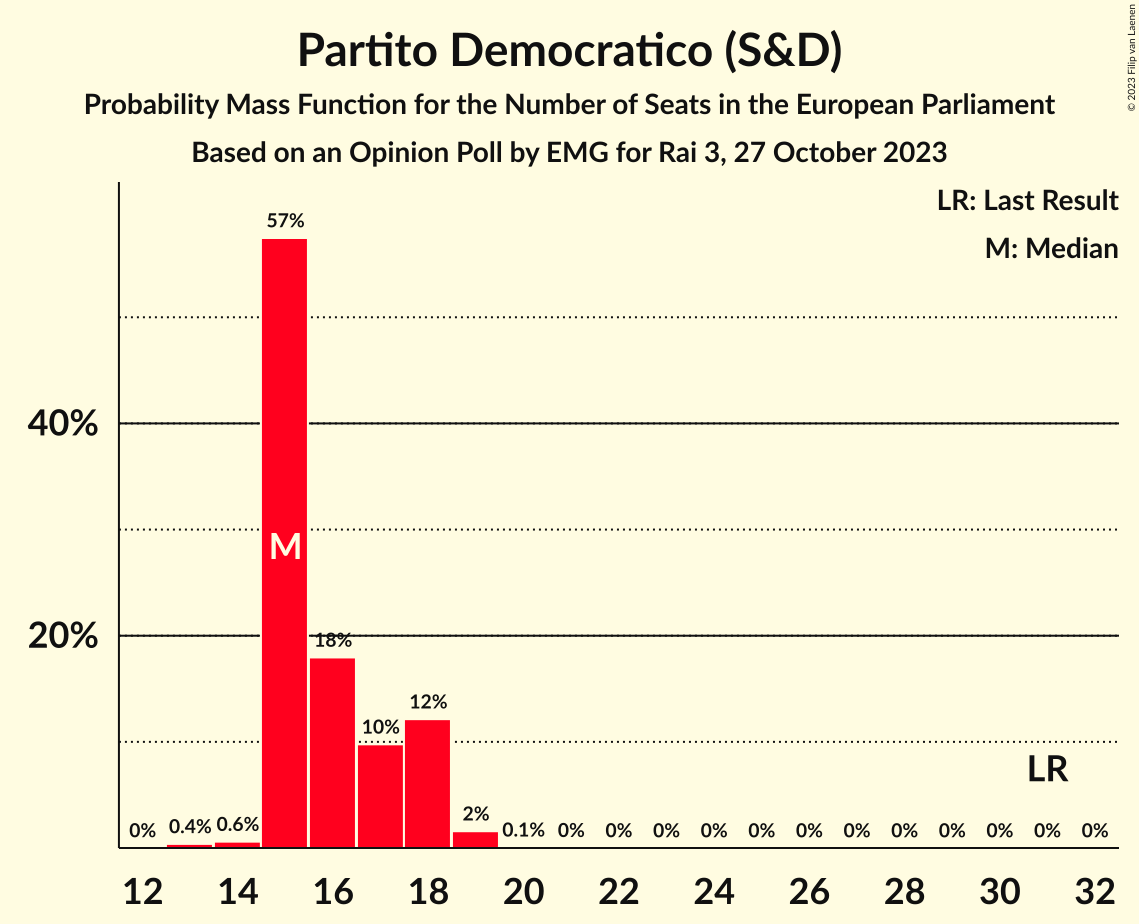 Partito Democratico (S&D)
Probability Mass Function for the Number of Seats in the European Parliament
Based on an Opinion Poll by EMG for Rai 3, 27 October 2023
© 2023 Filip van Laenen
LR: Last Result
M: Median
57%
40%
M
20%
18%
12%
10%
LR
0% 0.4% 0.6% 2% 0.1% 0% 0% 0% 0% 0% 0% 0% 0% 0% 0% 0% 0%
12 14 16 18 20 22 24 26 28 30 32